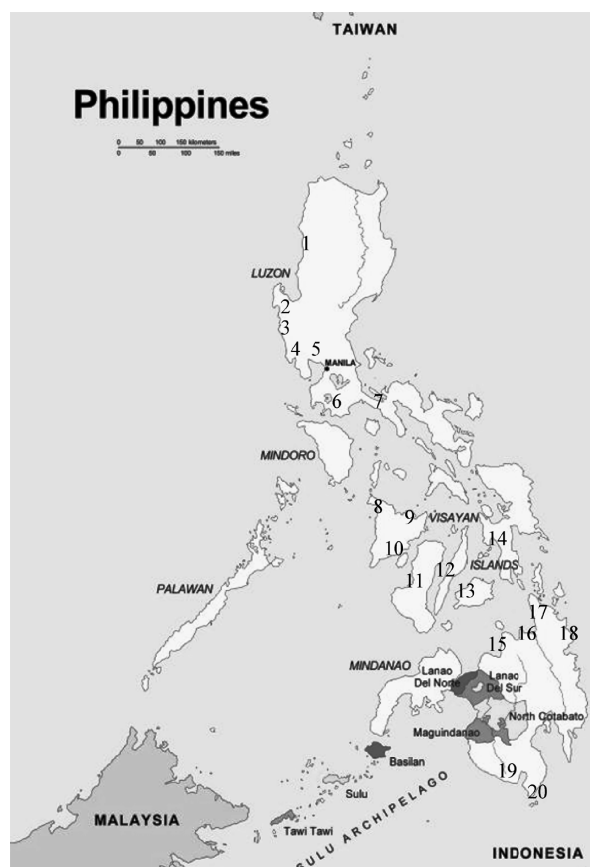 TAIWAN
Philippines
0 50 100 150 kilometers
0 50 100 150 miles
1
LUZON
2
3
4
5
MANILA
6
7
MINDORO
8
9
VISAYAN
10
14
ISLANDS
11
12
13
PALAWAN
17
16
18
15
MINDANAO
Lanao
Del Norte
Lanao
Del Sur
North Cotabato
Maguindanao
Basilan
19
Sulu
20
Tawi Tawi
SULU ARCHIPELAGO
MALAYSIA
INDONESIA